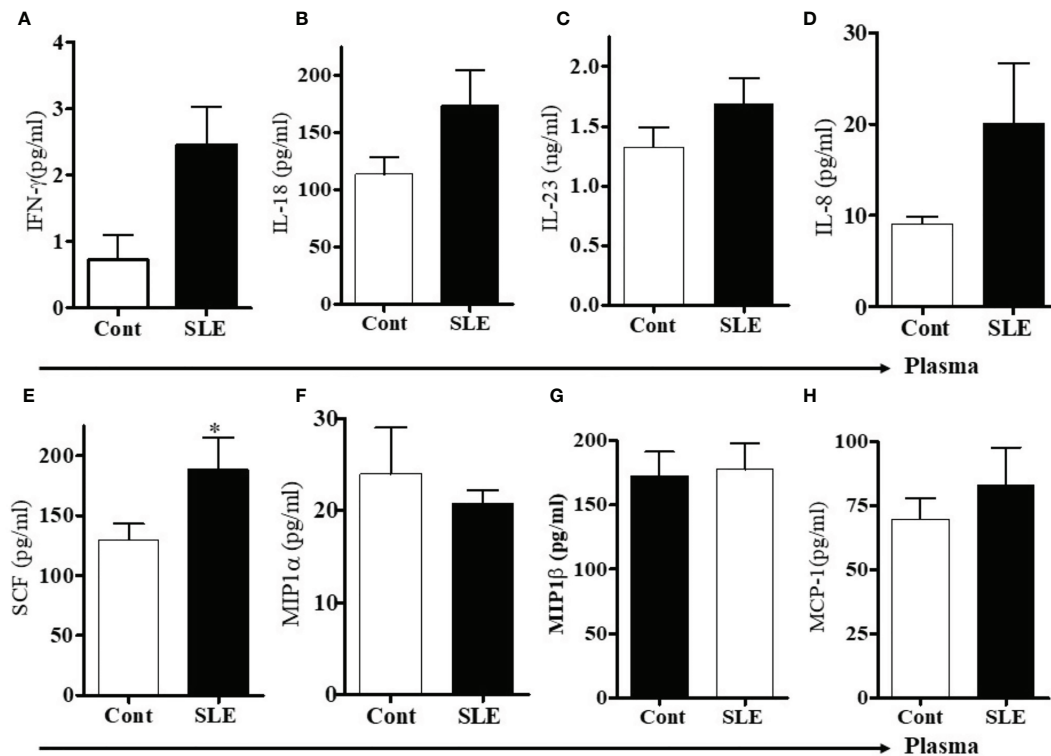 A B C D
4
3
2
1
0
IFN-γ(pg/ml)
Cont SLE
200
150
100
50
0
IL-18 (pg/ml)
Cont SLE
2.0
1.5
1.0
0.5
0.0
IL-23 (ng/ml)
Cont SLE
30
20
10
0
IL-8 (pg/ml)
Cont SLE
Plasma
E F G H
200
150
100
50
0
SCF (pg/ml)
*
Cont SLE
30
20
10
0
MIP1α (pg/ml)
Cont SLE
200
150
100
50
0
MIP1β (pg/ml)
Cont SLE
100
75
50
25
0
MCP-1(pg/ml)
Cont SLE
Plasma